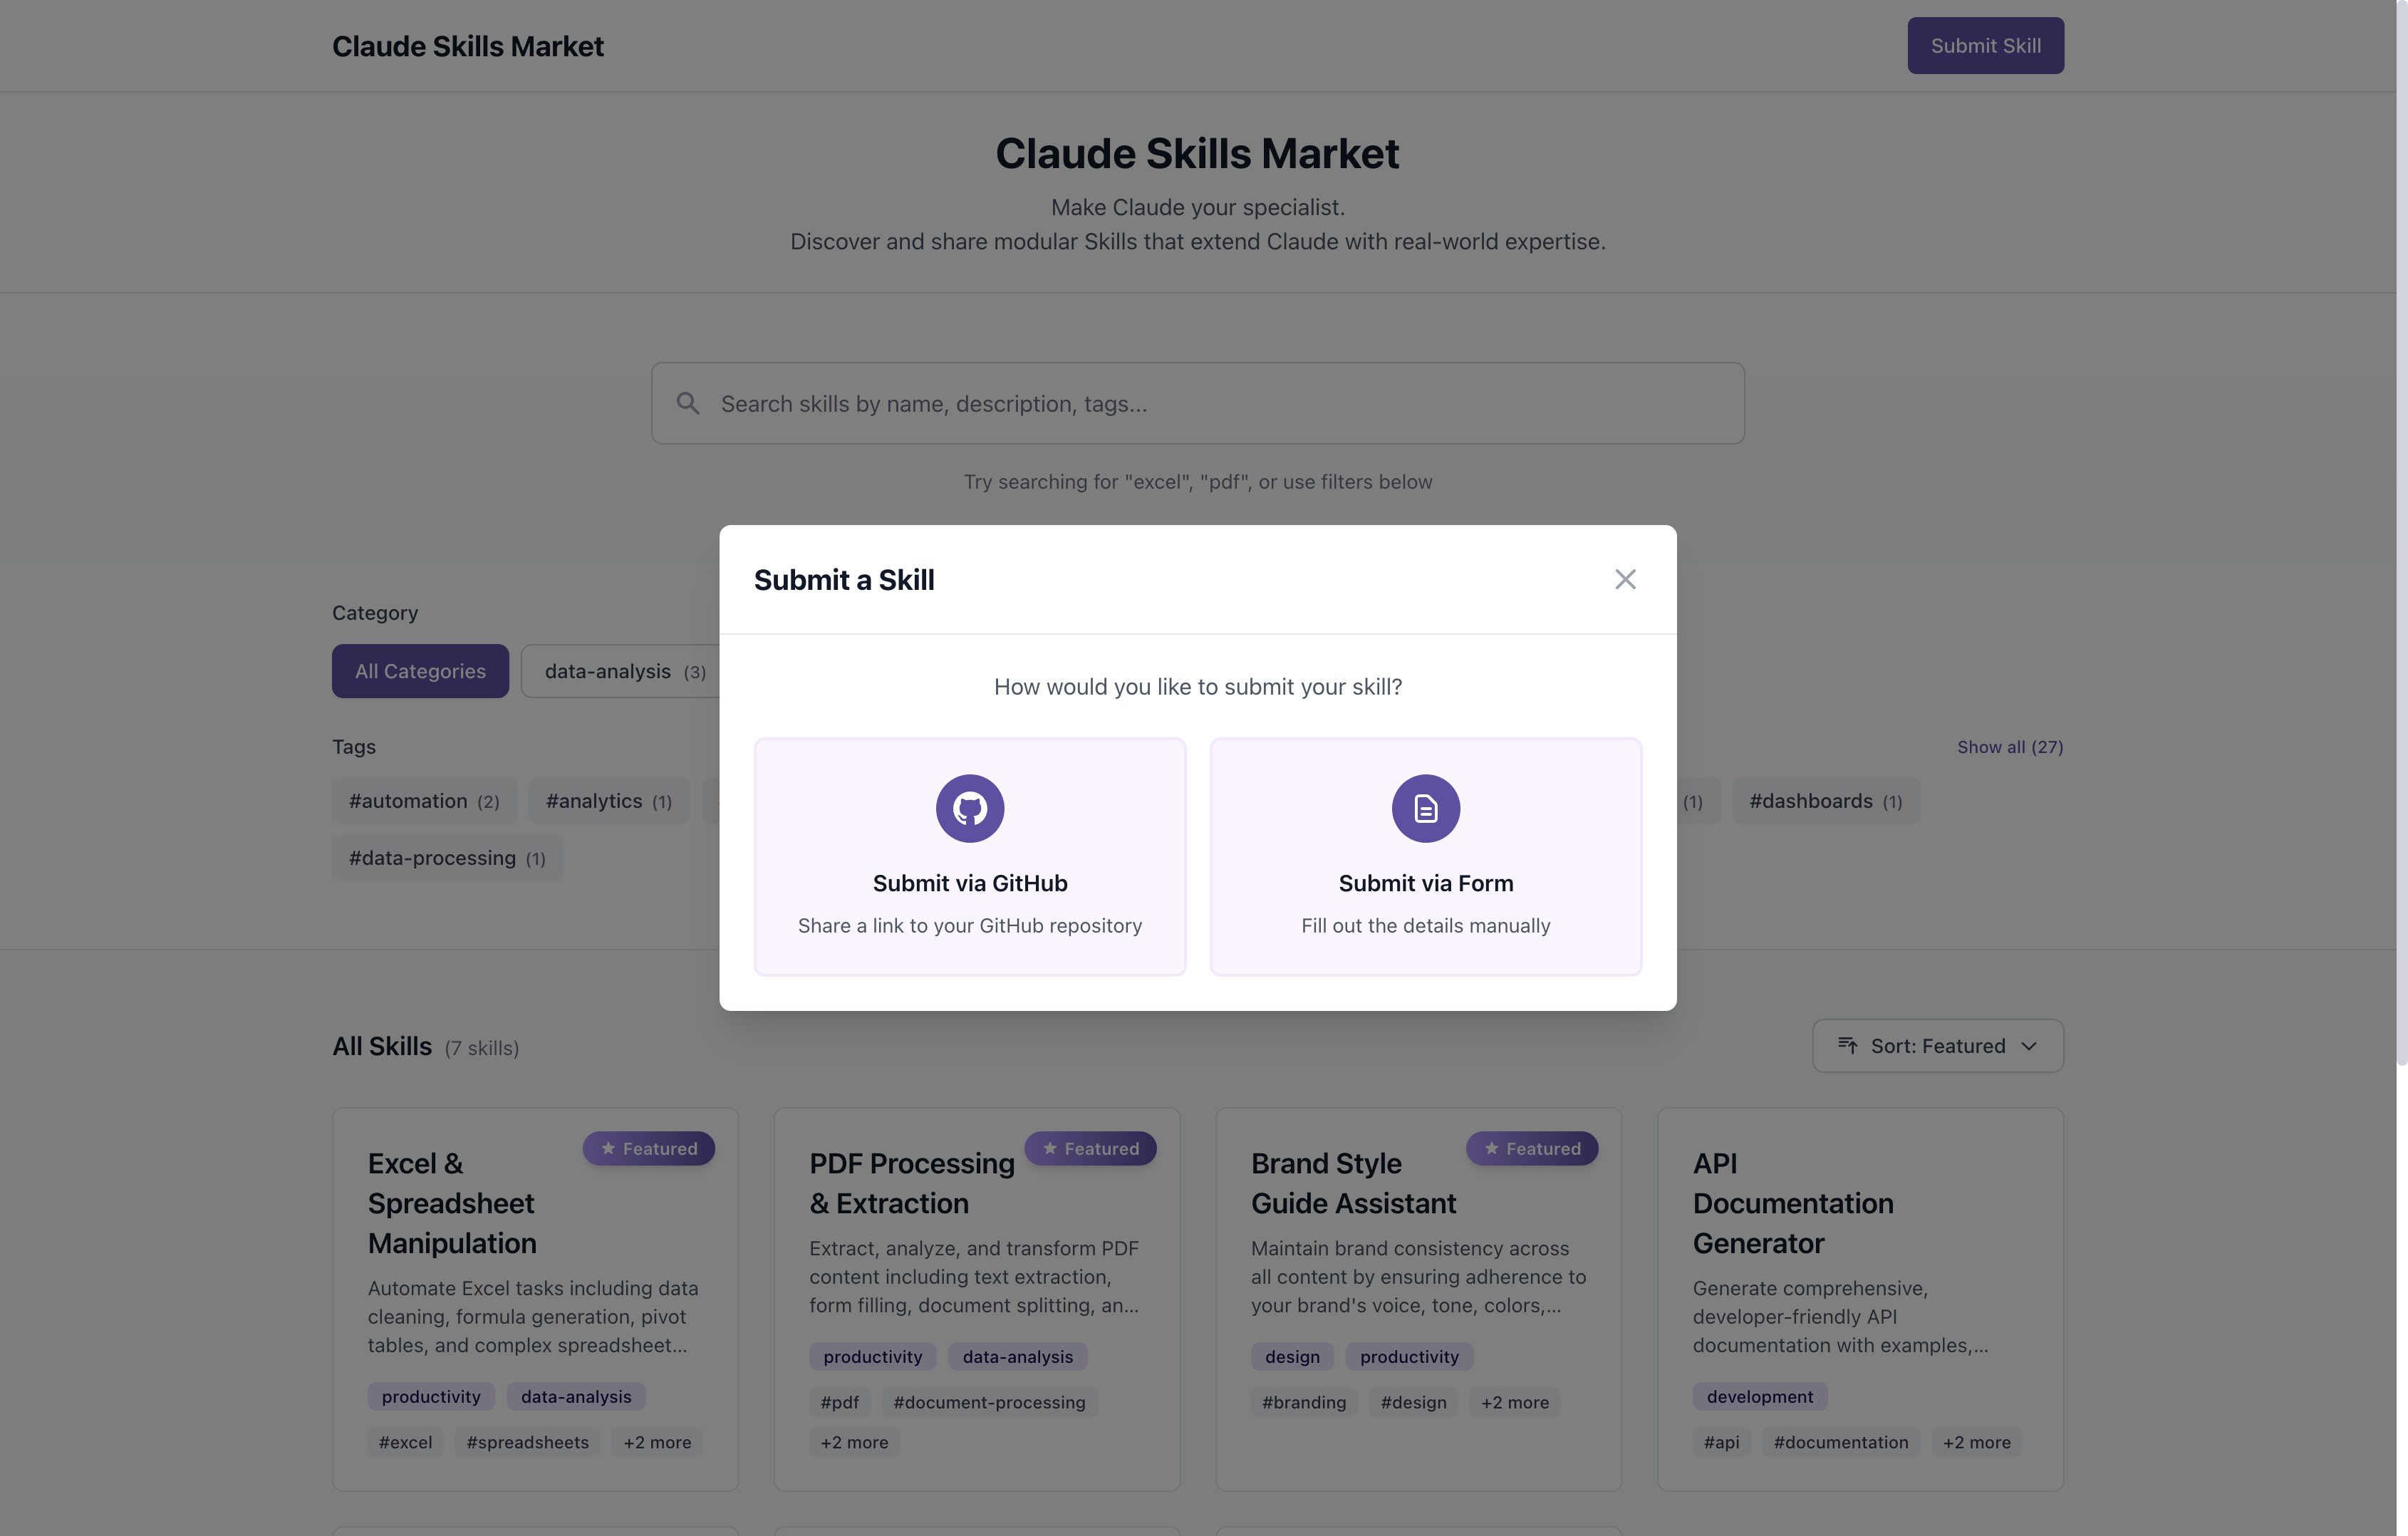 Claude Skills Market
Submit Skill
Claude Skills Market
Make Claude your specialist.
Discover and share modular Skills that extend Claude with real-world expertise.
Search skills by name, description, tags...
Try searching for "excel", "pdf", or use filters below
Submit a Skill
How would you like to submit your skill?
Submit via GitHub
Share a link to your GitHub repository
Submit via Form
Fill out the details manually
Category
All Categories
data-analysis (3)
Tags
Show all (27)
#automation (2)
#analytics (1)
(1)
#dashboards (1)
#data-processing (1)
All Skills (7 skills)
Sort: Featured
Featured
Excel &
Spreadsheet
Manipulation
Automate Excel tasks including data
cleaning, formula generation, pivot
tables, and complex spreadsheet...
productivity
data-analysis
#excel
#spreadsheets
+2 more
Featured
PDF Processing
& Extraction
Extract, analyze, and transform PDF
content including text extraction,
form filling, document splitting, an...
productivity
data-analysis
#pdf
#document-processing
+2 more
Featured
Brand Style
Guide Assistant
Maintain brand consistency across
all content by ensuring adherence to
your brand's voice, tone, colors,...
design
productivity
#branding
#design
+2 more
API
Documentation
Generator
Generate comprehensive,
developer-friendly API
documentation with examples,...
development
#api
#documentation
+2 more